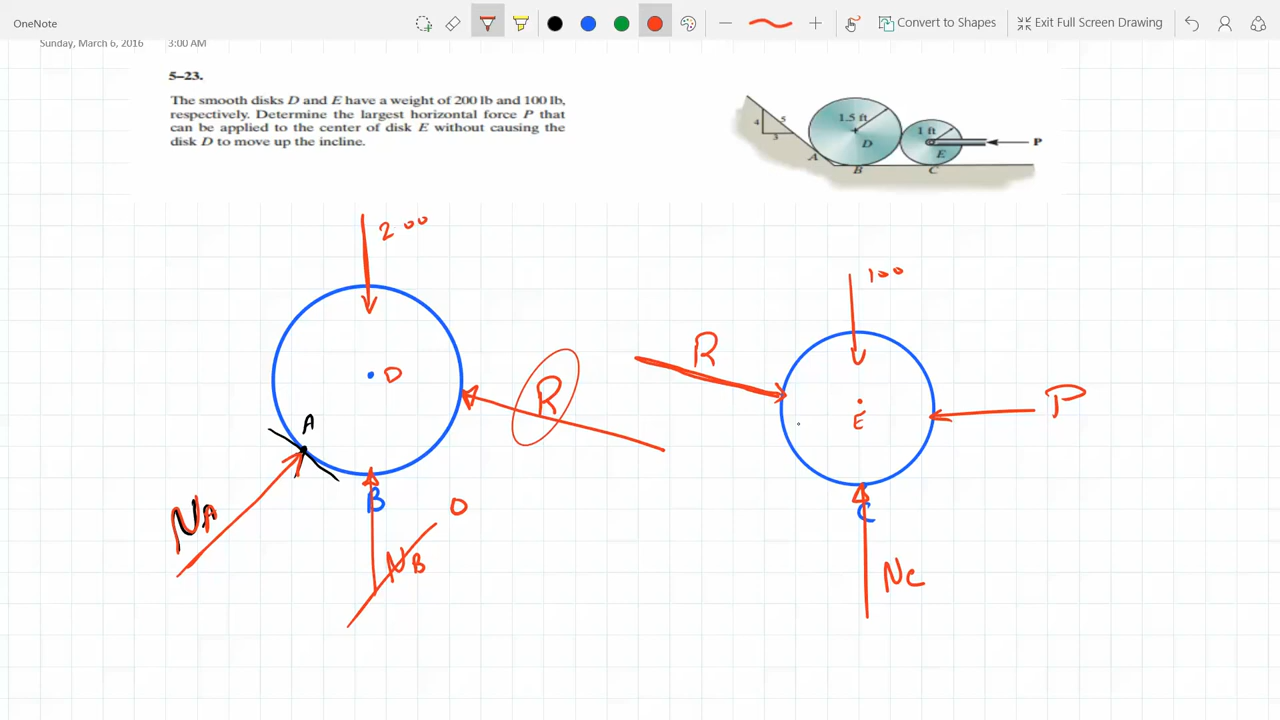 OneNote
Convert to Shapes
Exit Full Screen Drawing
Sunday, March 6, 2016
3:00 AM
5–23.
The smooth disks D and E have a weight of 200 lb and 100 lb,
respectively. Determine the largest horizontal force P that
can be applied to the center of disk E without causing the
disk D to move up the incline.
4
5
3
1.5 ft
D
1 ft
E
P
A
B
C
200
D
A
R
NA
B
NB
0
100
R
E
P
C
Nc